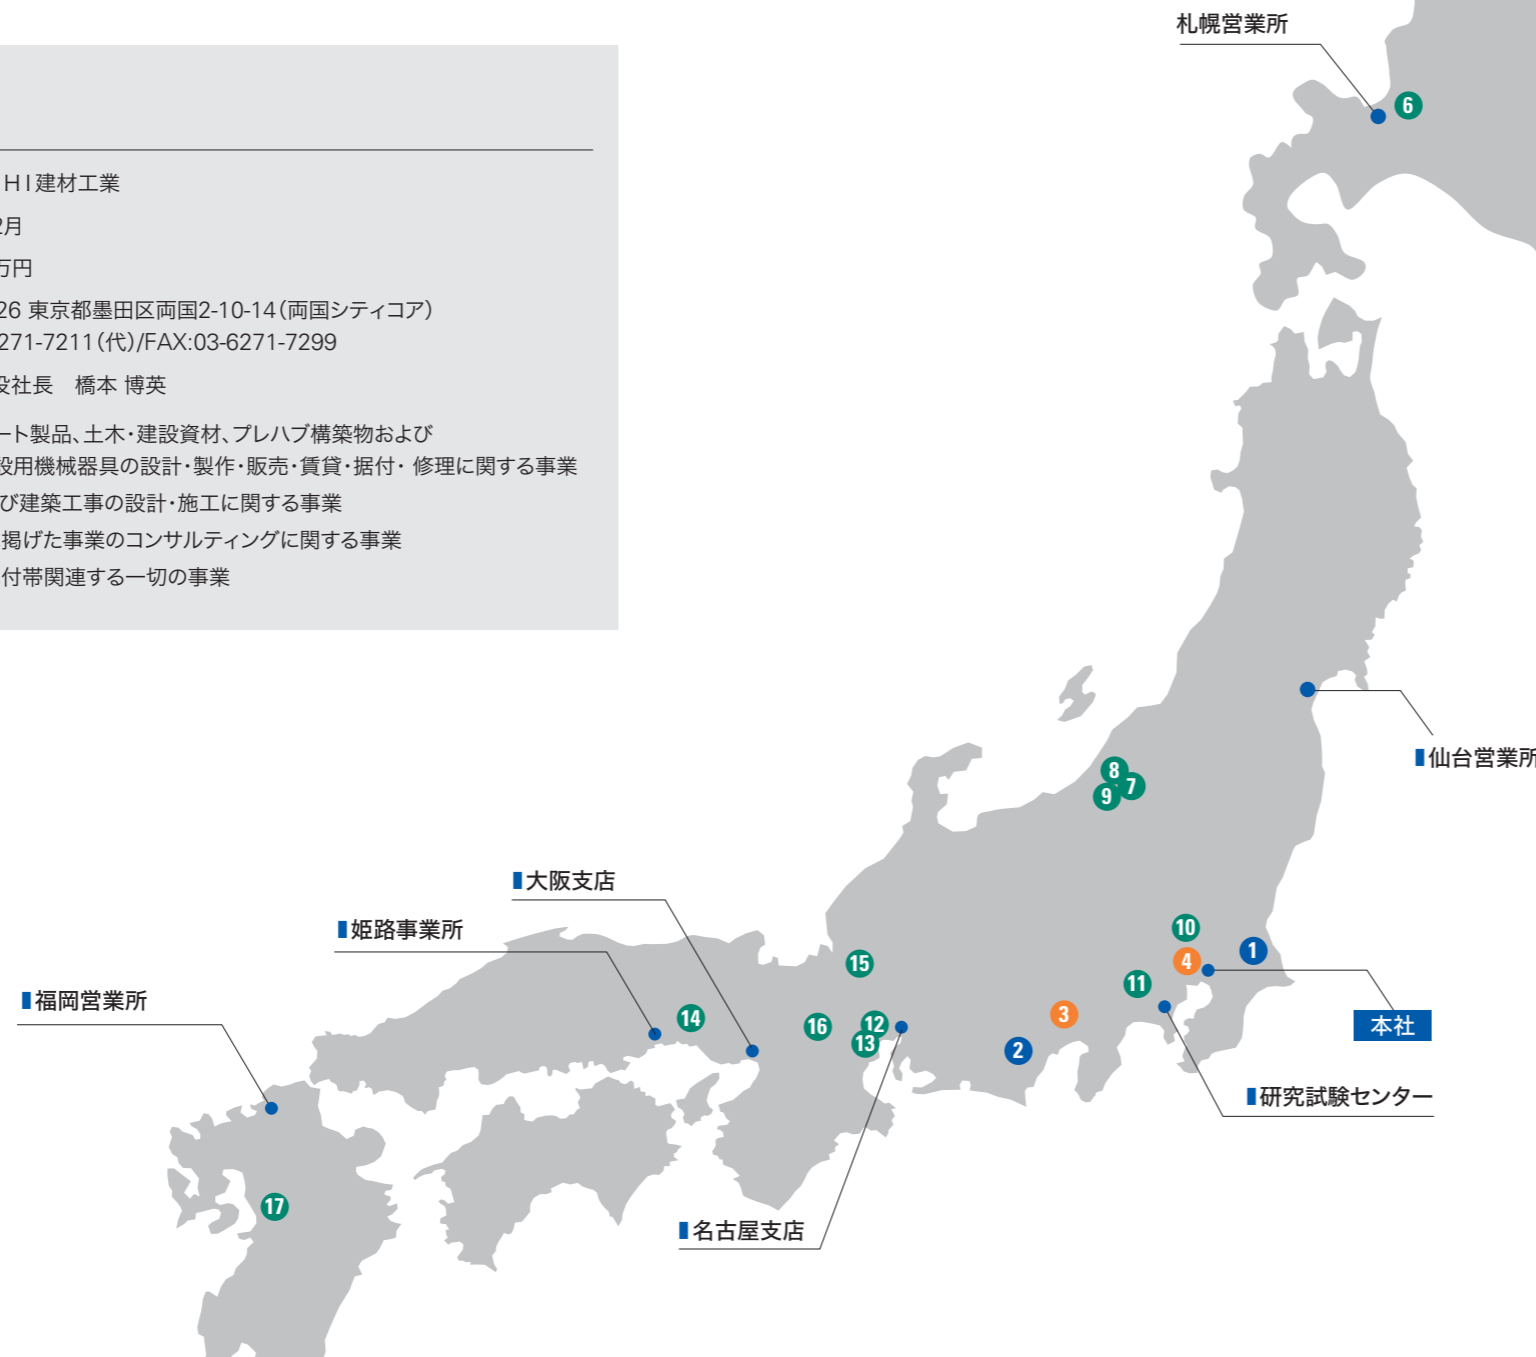 札幌営業所
6
HI建材工業
2月
万円
26 東京都墨田区両国2-10-14(両国シティコア)
271-7211(代)/FAX:03-6271-7299
役社長　橋本 博英
ート製品、土木・建設資材、プレハブ構築物および
設用機械器具の設計・製作・販売・賃貸・据付・ 修理に関する事業
び建築工事の設計・施工に関する事業
掲げた事業のコンサルティングに関する事業
付帯関連する一切の事業
仙台営業所
8
7
9
大阪支店
姫路事業所
10
1
4
15
11
福岡営業所
3
14
16
12
13
2
本社
研究試験センター
17
名古屋支店